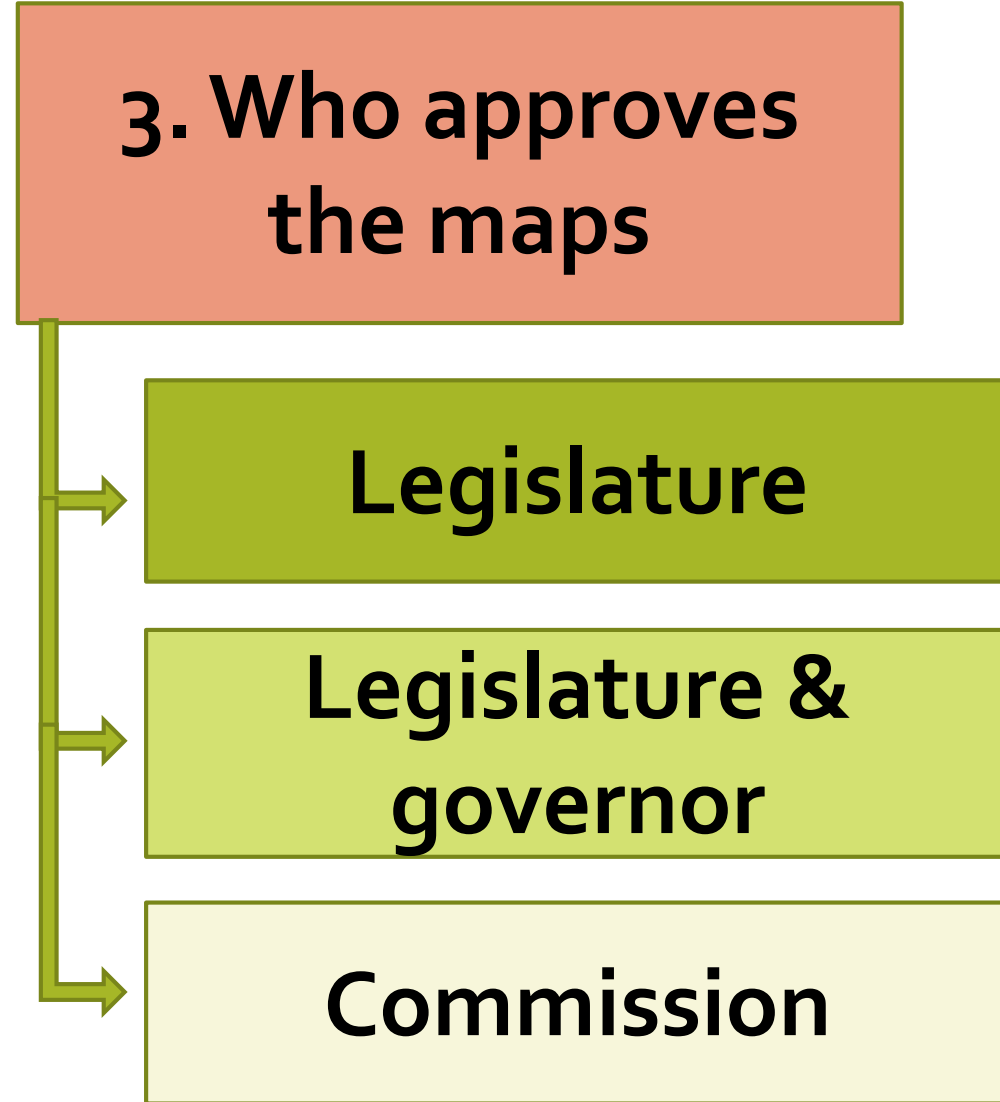 3. Who approves
the maps
Legislature
Legislature &
governor
Commission